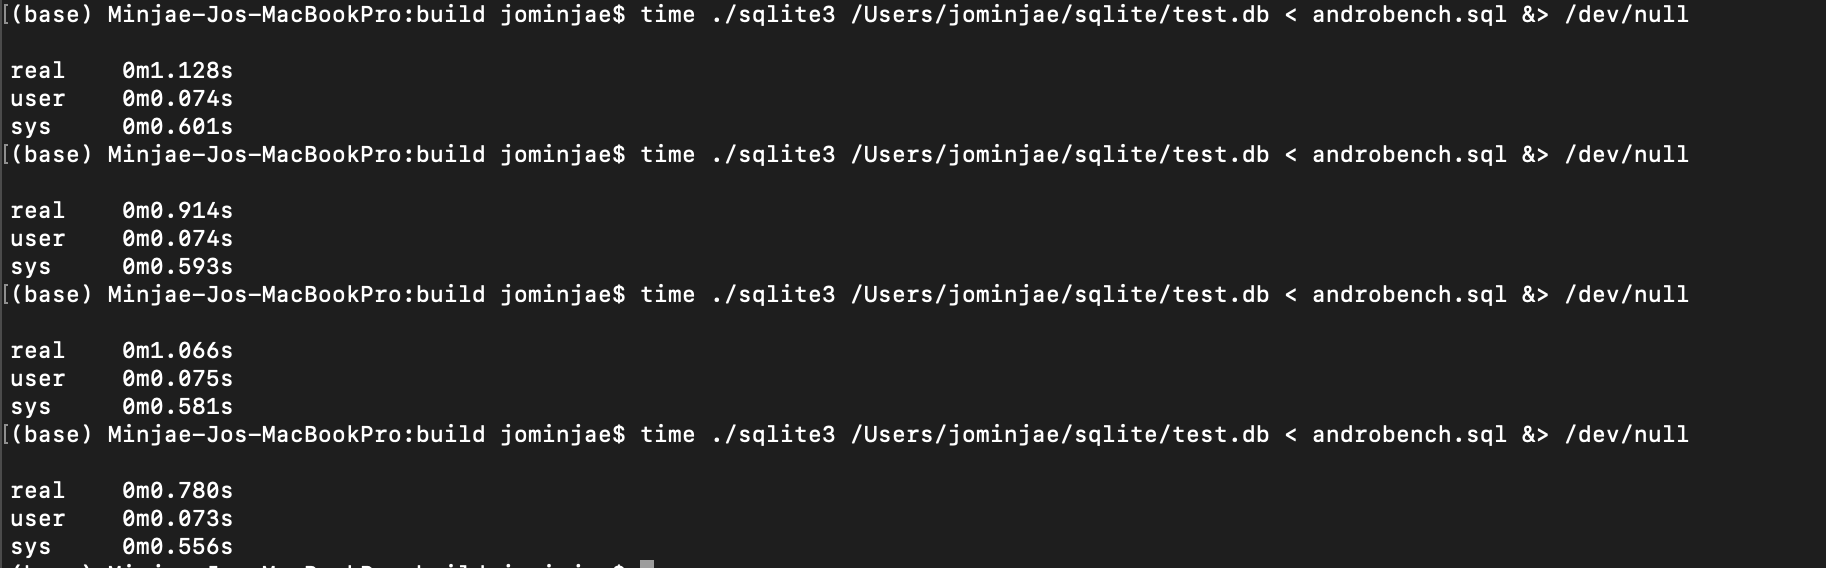 [(base) Minjae-Jos-MacBookPro:build jominjae$ time ./sqlite3 /Users/jominjae/sqlite/test.db < androbench.sql &> /dev/null
real    0m1.128s
user    0m0.074s
sys     0m0.601s
[(base) Minjae-Jos-MacBookPro:build jominjae$ time ./sqlite3 /Users/jominjae/sqlite/test.db < androbench.sql &> /dev/null
real    0m0.914s
user    0m0.074s
sys     0m0.593s
[(base) Minjae-Jos-MacBookPro:build jominjae$ time ./sqlite3 /Users/jominjae/sqlite/test.db < androbench.sql &> /dev/null
real    0m1.066s
user    0m0.075s
sys     0m0.581s
[(base) Minjae-Jos-MacBookPro:build jominjae$ time ./sqlite3 /Users/jominjae/sqlite/test.db < androbench.sql &> /dev/null
real    0m0.780s
user    0m0.073s
sys     0m0.556s